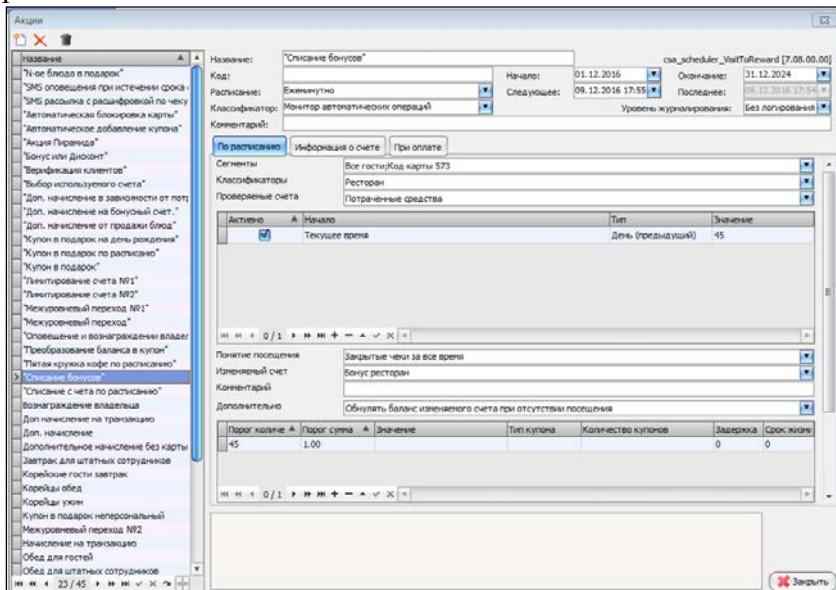 Акции
Название
"N-ое блюдо в подарок"
"SMS оповещения при истечении срока
"SMS рассылка с расшифровкой по чеку
"Автоматическая блокировка карты"
"Автоматическое добавление купона"
"Акция Пирамида"
"Бонус или Дисконт"
"Верификация клиентов"
"Выбор используемого счета"
"Доп. начисление в зависимости от потр
"Доп. начисление на бонусный счет."
"Доп. начисление от продажи блюд"
"Купон в подарок на день рождения"
"Купон в подарок по расписанию"
"Купон в подарок"
"Лимитирование счета №1"
"Лимитирование счета №2"
"Межуровневый переход №1"
"Межуровневый переход"
"Оповещение и вознаграждении владел
"Преобразование баланса в купон"
"Пятая кружка кофе по расписанию"
"Списание бонусов"
"Списание с чета по расписанию"
Вознаграждение владельца
Доп начисление на транзакцию
Доп. начисление
Дополнительное начисление без карты
Завтрак для штатных сотрудников
Корейские гости завтрак
Корейцы обед
Корейцы ужин
Купон в подарок неперсональный
Межуровневый переход №2
Начисление на транзакцию
Обед для гостей
Обед для штатных сотрудников
23 / 45
Название: "Списание бонусов" csa_scheduler_VisitToReward [7.08.00.00]
Код: Начало: 01.12.2016 Окончание: 31.12.2024
Расписание: Ежеминутно Следующее: 09.12.2016 17:55 Последнее: 09.12.2016 17:54
Классификатор: Монитор автоматических операций Уровень журналирования: Без логирования
Комментарий:
По расписанию Информация о счете При оплате
Сегменты Все гости;Код карты 573
Классификаторы Ресторан
Проверяемые счета Потраченные средства
Активно Начало Тип Значение
Текущее время День (предыдущий) 45
0 / 1
Понятие посещения Закрытые чеки за все время
Изменяемый счет Бонус ресторан
Комментарий
Дополнительно Обнулять баланс изменяемого счета при отсутствии посещения
Порог количе Порог сумма Значение Тип купона Количество купонов Задержка Срок жизни
45 1.00 0 0
0 / 1
Закрыть